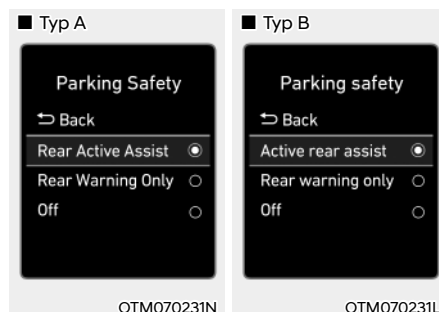 ■ Typ A
Parking Safety
⮌ Back
Rear Active Assist
Rear Warning Only
Off
OTM070231N
■ Typ B
Parking safety
⮌ Back
Active rear assist
Rear warning only
Off
OTM070231L